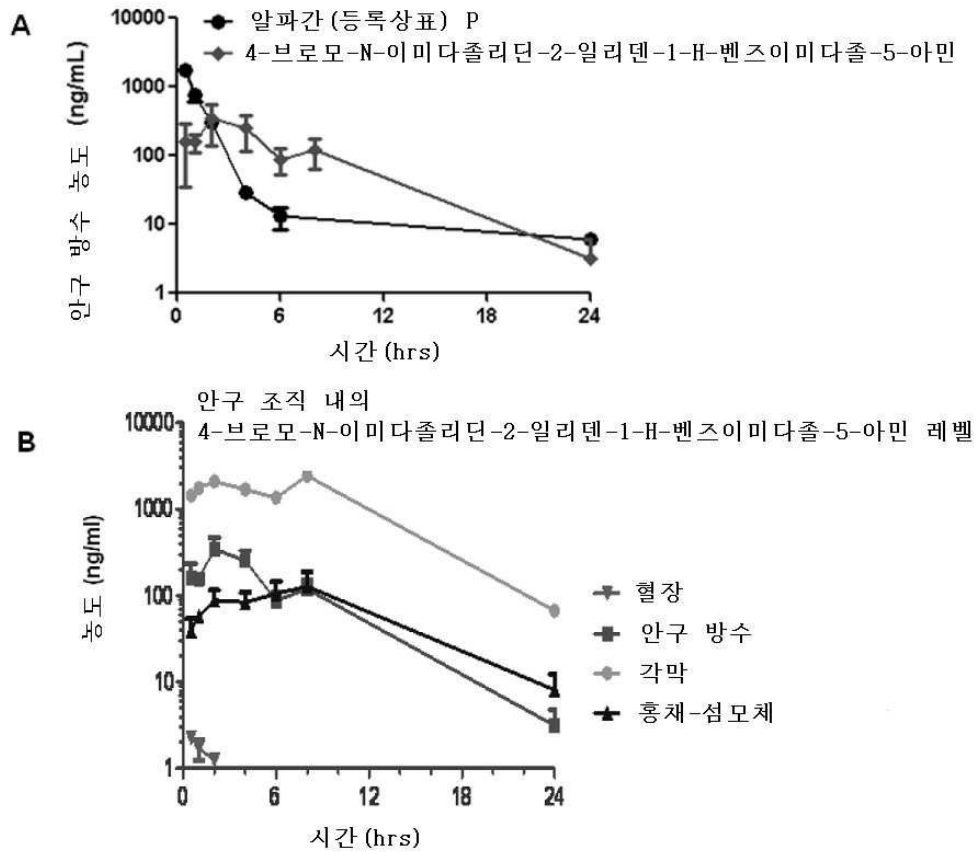 A
알파간(등록상표) P
4-브로모-N-이미다졸리딘-2-일리덴-1-H-벤즈이미다졸-5-아민
안구 방수 농도 (ng/mL)
10000
1000
100
10
1
0
6
12
18
24
시간(hrs)
B
안구 조직 내의
4-브로모-N-이미다졸리딘-2-일리덴-1-H-벤즈이미다졸-5-아민 레벨
농도 (ng/ml)
10000
1000
100
10
1
0
6
12
18
24
시간(hrs)
혈장
안구 방수
각막
홍채-섬모체